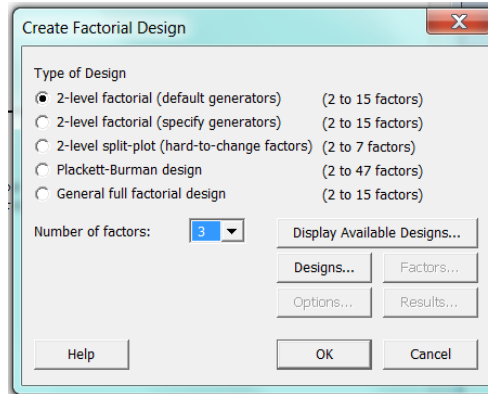 Create Factorial Design
Type of Design
2-level factorial (default generators) (2 to 15 factors)
2-level factorial (specify generators) (2 to 15 factors)
2-level split-plot (hard-to-change factors) (2 to 7 factors)
Plackett-Burman design (2 to 47 factors)
General full factorial design (2 to 15 factors)
Number of factors: 3 Display Available Designs...
Designs... Factors...
Options... Results...
Help OK Cancel